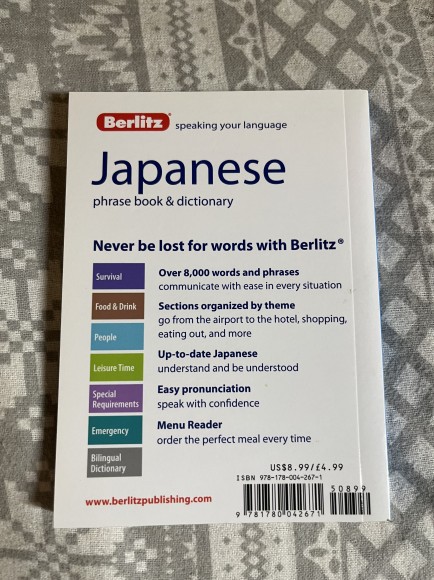 Berlitz® speaking your language
Japanese
phrase book & dictionary
Never be lost for words with Berlitz®
Survival
Food & Drink
People
Leisure Time
Special
Requirements
Emergency
Bilingual
Dictionary
Over 8,000 words and phrases
communicate with ease in every situation
Sections organized by theme
go from the airport to the hotel, shopping,
eating out, and more
Up-to-date Japanese
understand and be understood
Easy pronunciation
speak with confidence
Menu Reader
order the perfect meal every time
US$8.99/£4.99
ISBN 978-178-004-267-1
50899
9 781780 042671
www.berlitzpublishing.com